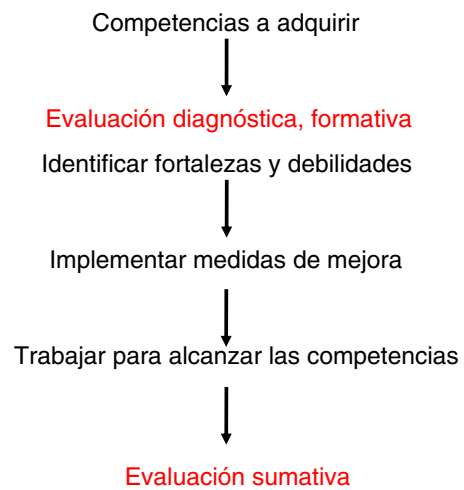 Competencias a adquirir
Evaluación diagnóstica, formativa
Identificar fortalezas y debilidades
Implementar medidas de mejora
Trabajar para alcanzar las competencias
Evaluación sumativa